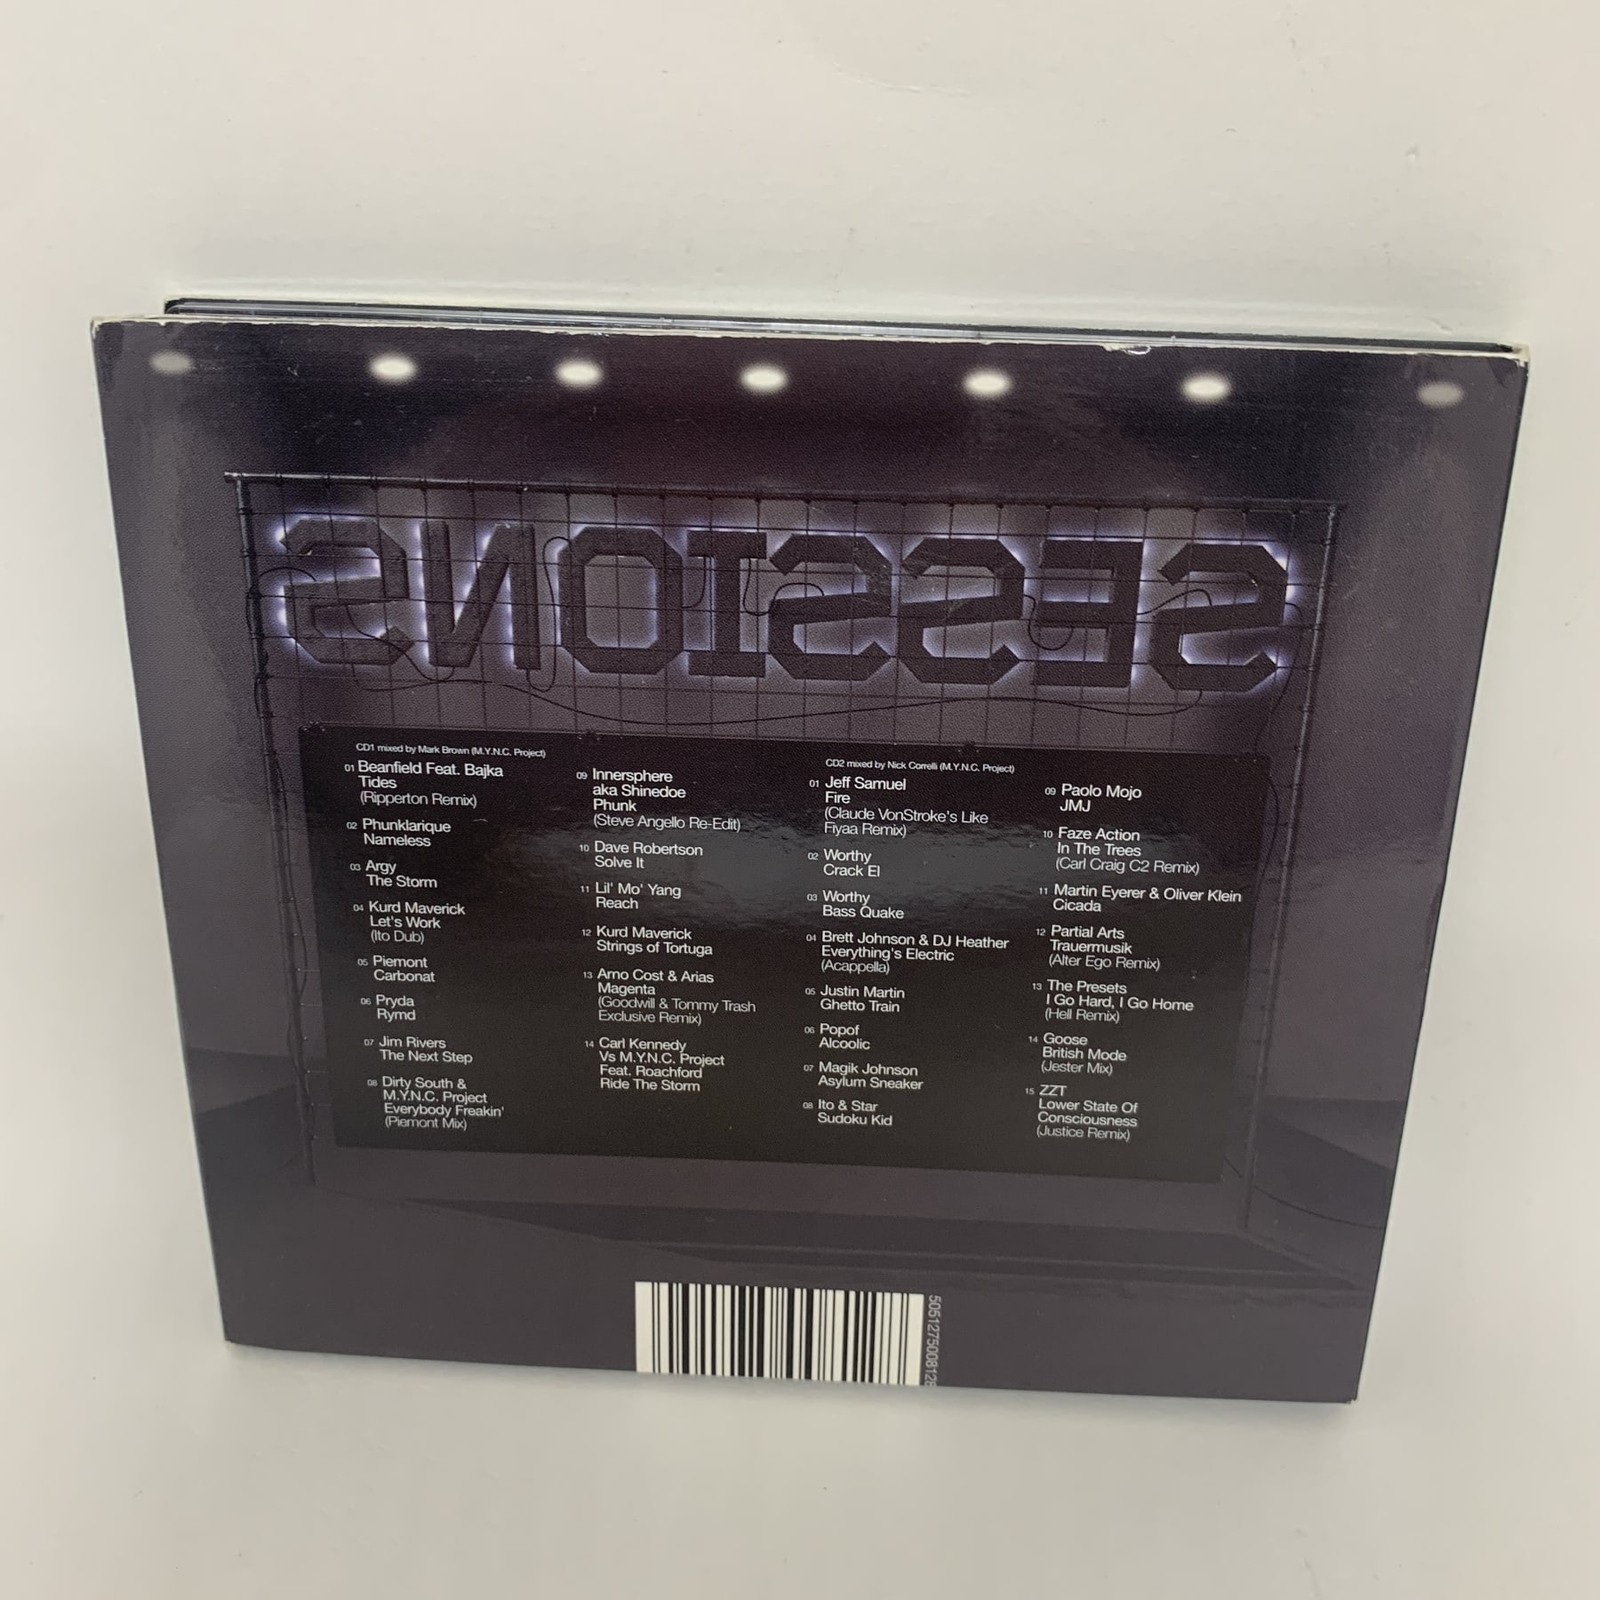 SESSIONS
CD1 mixed by Mark Brown (M.Y.N.C. Project)
01 Beanfield Feat. Bajka
Tides
(Ripperton Remix)
02 Phunklarique
Nameless
03 Argy
The Storm
04 Kurd Maverick
Let's Work
(Ito Dub)
05 Piemont
Carbonat
06 Pryda
Rymd
07 Jim Rivers
The Next Step
08 Dirty South &
M.Y.N.C. Project
Everybody Freakin'
(Piemont Mix)
09 Innersphere
aka Shinedoe
Phunk
(Steve Angello Re-Edit)
10 Dave Robertson
Solve It
11 Lil' Mo' Yang
Reach
12 Kurd Maverick
Strings of Tortuga
13 Arno Cost & Arias
Magenta
(Goodwill & Tommy Trash
Exclusive Remix)
14 Carl Kennedy
Vs M.Y.N.C. Project
Feat. Roachford
Ride The Storm
CD2 mixed by Nick Correlli (M.Y.N.C. Project)
01 Jeff Samuel
Fire
(Claude VonStroke's Like
Fiyaa Remix)
02 Worthy
Crack El
03 Worthy
Bass Quake
04 Brett Johnson & DJ Heather
Everything's Electric
(Acappella)
05 Justin Martin
Ghetto Train
06 Popof
Alcoolic
07 Magik Johnson
Asylum Sneaker
08 Ito & Star
Sudoku Kid
09 Paolo Mojo
JMJ
10 Faze Action
In The Trees
(Carl Craig C2 Remix)
11 Martin Eyerer & Oliver Klein
Cicada
12 Partial Arts
Trauermusik
(Alter Ego Remix)
13 The Presets
I Go Hard, I Go Home
(Hell Remix)
14 Goose
British Mode
(Jester Mix)
15 ZZT
Lower State Of
Consciousness
(Justice Remix)
5051275008128